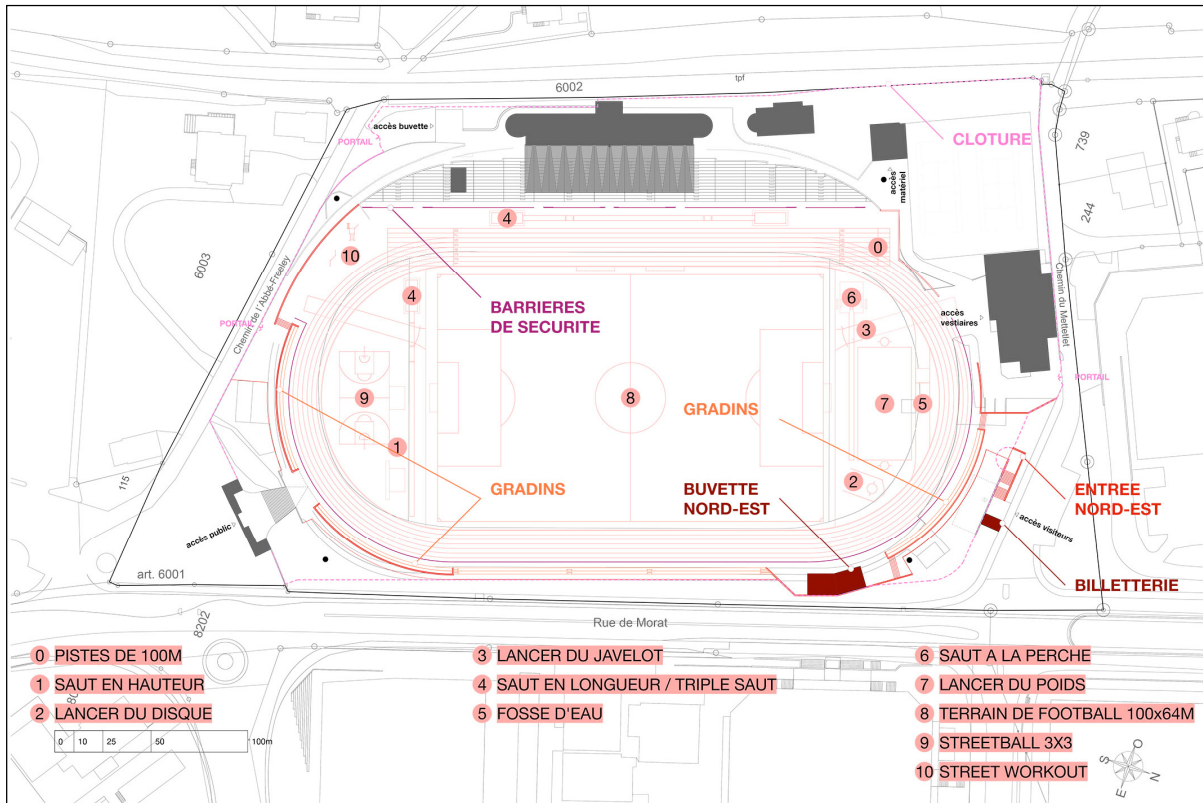 6002
tpf
PORTAIL
accès buvette
CLOTURE
739
accès
matériel
244
4
0
10
6003
Chemin de l'Abbé-Freeley
4
6
3
BARRIERES
DE SECURITE
accès
vestiaires
Chemin du Mettetlet
PORTAIL
PORTAIL
9
8
7
5
GRADINS
1
115
2
GRADINS
BUVETTE
NORD-EST
ENTREE
NORD-EST
accès public
accès visiteurs
art. 6001
BILLETTERIE
Rue de Morat
8202
0 PISTES DE 100M
1 SAUT EN HAUTEUR
2 LANCER DU DISQUE
0 10 25 50 100m
3 LANCER DU JAVELOT
4 SAUT EN LONGUEUR / TRIPLE SAUT
5 FOSSE D'EAU
6 SAUT A LA PERCHE
7 LANCER DU POIDS
8 TERRAIN DE FOOTBALL 100x64M
9 STREETBALL 3X3
10 STREET WORKOUT
S O
E N